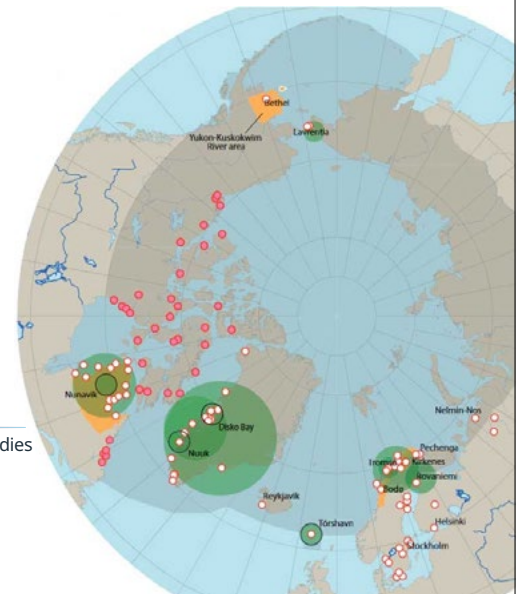 Bethel
Lavrentia
Yukon-Kuskokwim
River area
Nunavik
Nelmin-Nos
Disko Bay
dies
Pechenga
Kirkenes
Nuuk
Rovaniemi
Bodø
Reykjavik
Tórshavn
Helsinki
Stockholm